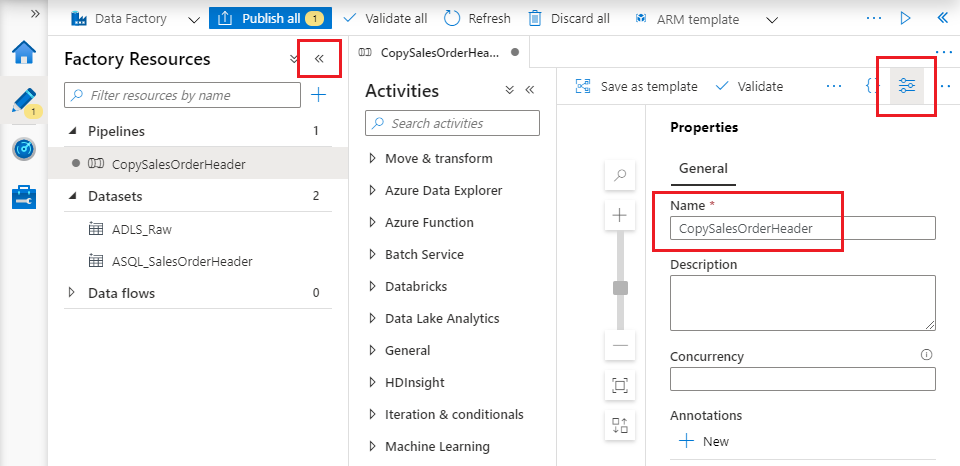 Data Factory
Publish all 1
Validate all
Refresh
Discard all
ARM template
1
Factory Resources
Filter resources by name
Pipelines 1
CopySalesOrderHeader
Datasets 2
ADLS_Raw
ASQL_SalesOrderHeader
Data flows 0
CopySalesOrderHea...
Activities
Search activities
Move & transform
Azure Data Explorer
Azure Function
Batch Service
Databricks
Data Lake Analytics
General
HDInsight
Iteration & conditionals
Machine Learning
Save as template
Validate
Properties
General
Name *
CopySalesOrderHeader
Description
Concurrency
Annotations
New